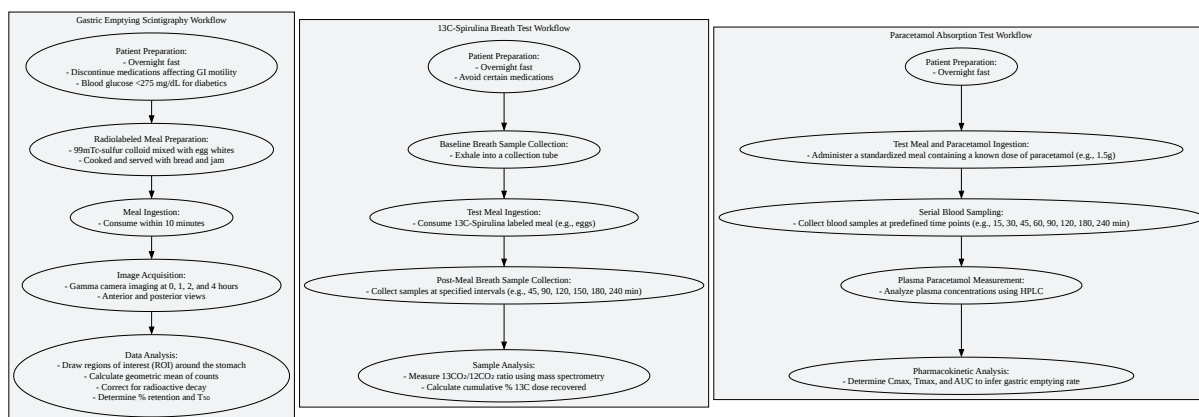 Gastric Emptying Scintigraphy Workflow
Patient Preparation:
- Overnight fast
- Discontinue medications affecting GI motility
- Blood glucose <275 mg/dL for diabetics
Radiolabeled Meal Preparation:
- 99mTc-sulfur colloid mixed with egg whites
- Cooked and served with bread and jam
Meal Ingestion:
- Consume within 10 minutes
Image Acquisition:
- Gamma camera imaging at 0, 1, 2, and 4 hours
- Anterior and posterior views
Data Analysis:
- Draw regions of interest (ROI) around the stomach
- Calculate geometric mean of counts
- Correct for radioactive decay
- Determine % retention and T₅₀
13C-Spirulina Breath Test Workflow
Patient Preparation:
- Overnight fast
- Avoid certain medications
Baseline Breath Sample Collection:
- Exhale into a collection tube
Test Meal Ingestion:
- Consume 13C-Spirulina labeled meal (e.g., eggs)
Post-Meal Breath Sample Collection:
- Collect samples at specified intervals (e.g., 45, 90, 120, 150, 180, 240 min)
Sample Analysis:
- Measure 13CO₂/12CO₂ ratio using mass spectrometry
- Calculate cumulative % 13C dose recovered
Paracetamol Absorption Test Workflow
Patient Preparation:
- Overnight fast
Test Meal and Paracetamol Ingestion:
- Administer a standardized meal containing a known dose of paracetamol (e.g., 1.5g)
Serial Blood Sampling:
- Collect blood samples at predefined time points (e.g., 15, 30, 45, 60, 90, 120, 180, 240 min)
Plasma Paracetamol Measurement:
- Analyze plasma concentrations using HPLC
Pharmacokinetic Analysis:
- Determine Cmax, Tmax, and AUC to infer gastric emptying rate